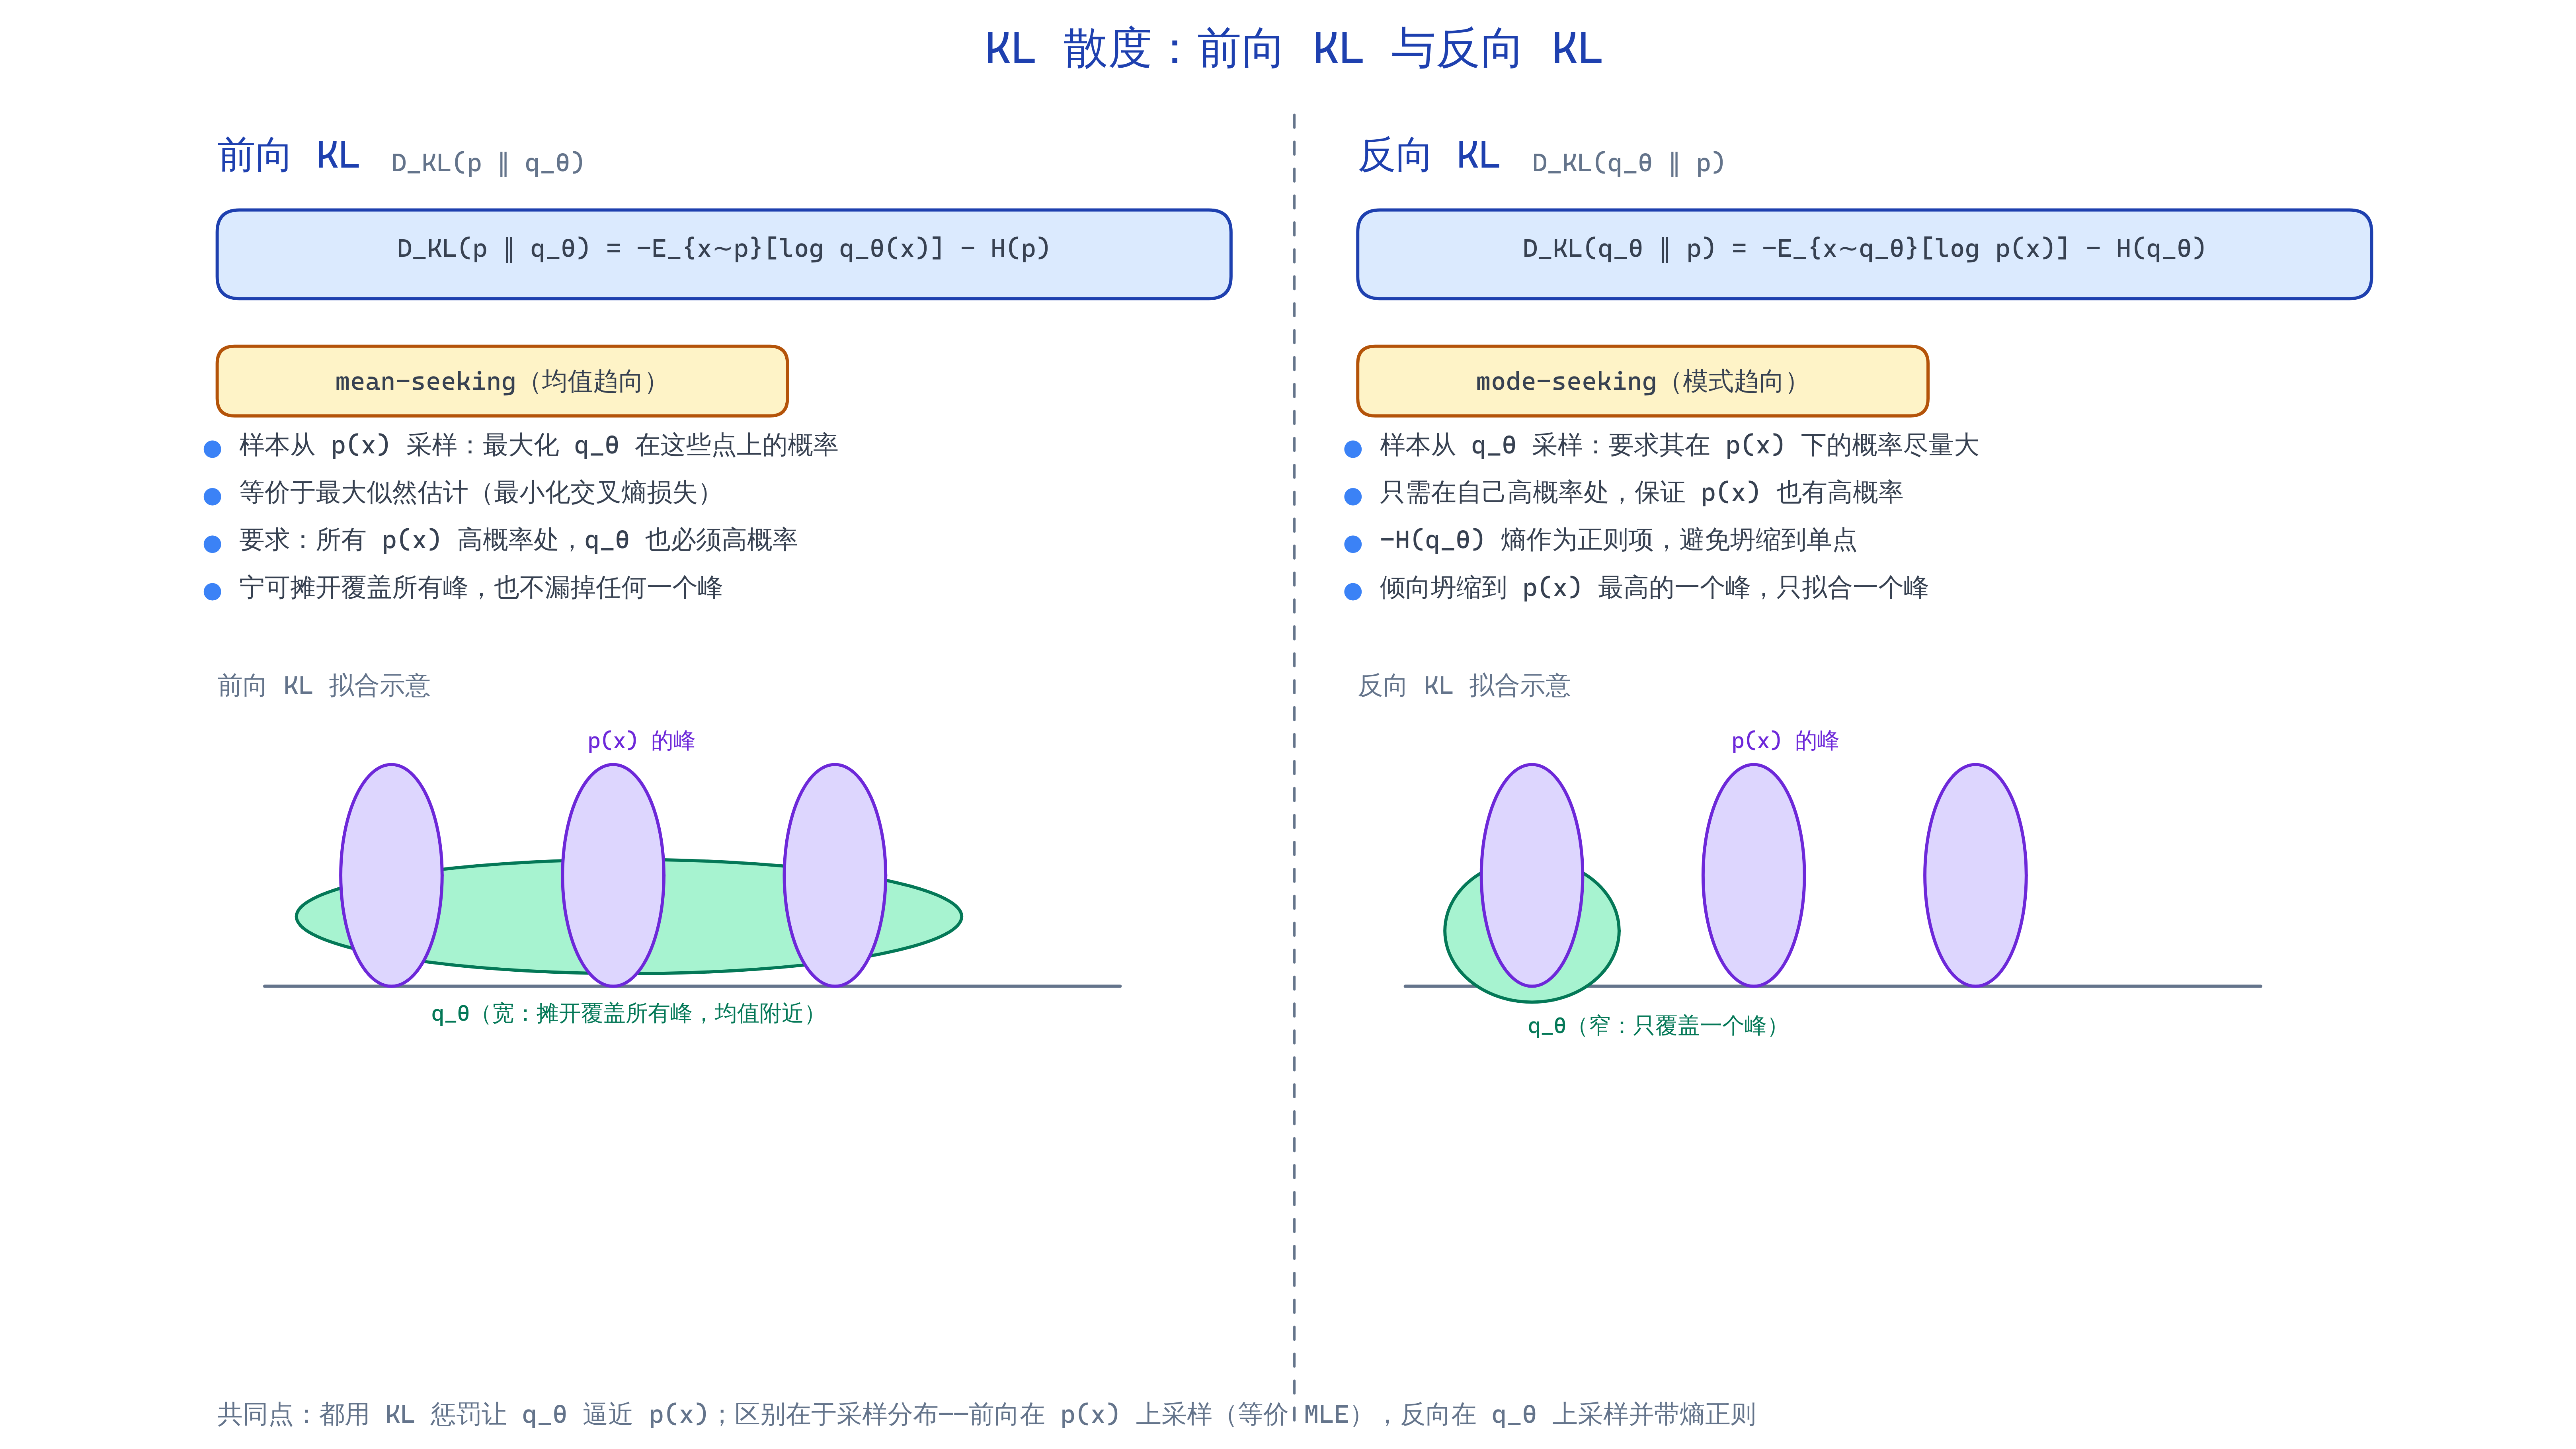 KL 散度：前向 KL 与反向 KL
前向 KL D_KL(p ∥ q_θ)
D_KL(p ∥ q_θ) = −E_{x~p}[log q_θ(x)] − H(p)
mean-seeking（均值趋向）
样本从 p(x) 采样：最大化 q_θ 在这些点上的概率
等价于最大似然估计（最小化交叉熵损失）
要求：所有 p(x) 高概率处，q_θ 也必须高概率
宁可摊开覆盖所有峰，也不漏掉任何一个峰
前向 KL 拟合示意
p(x) 的峰
q_θ（宽：摊开覆盖所有峰，均值附近）
反向 KL D_KL(q_θ ∥ p)
D_KL(q_θ ∥ p) = −E_{x~q_θ}[log p(x)] − H(q_θ)
mode-seeking（模式趋向）
样本从 q_θ 采样：要求其在 p(x) 下的概率尽量大
只需在自己高概率处，保证 p(x) 也有高概率
−H(q_θ) 熵作为正则项，避免坍缩到单点
倾向坍缩到 p(x) 最高的一个峰，只拟合一个峰
反向 KL 拟合示意
p(x) 的峰
q_θ（窄：只覆盖一个峰）
共同点：都用 KL 惩罚让 q_θ 逼近 p(x)；区别在于采样分布——前向在 p(x) 上采样（等价 MLE），反向在 q_θ 上采样并带熵正则